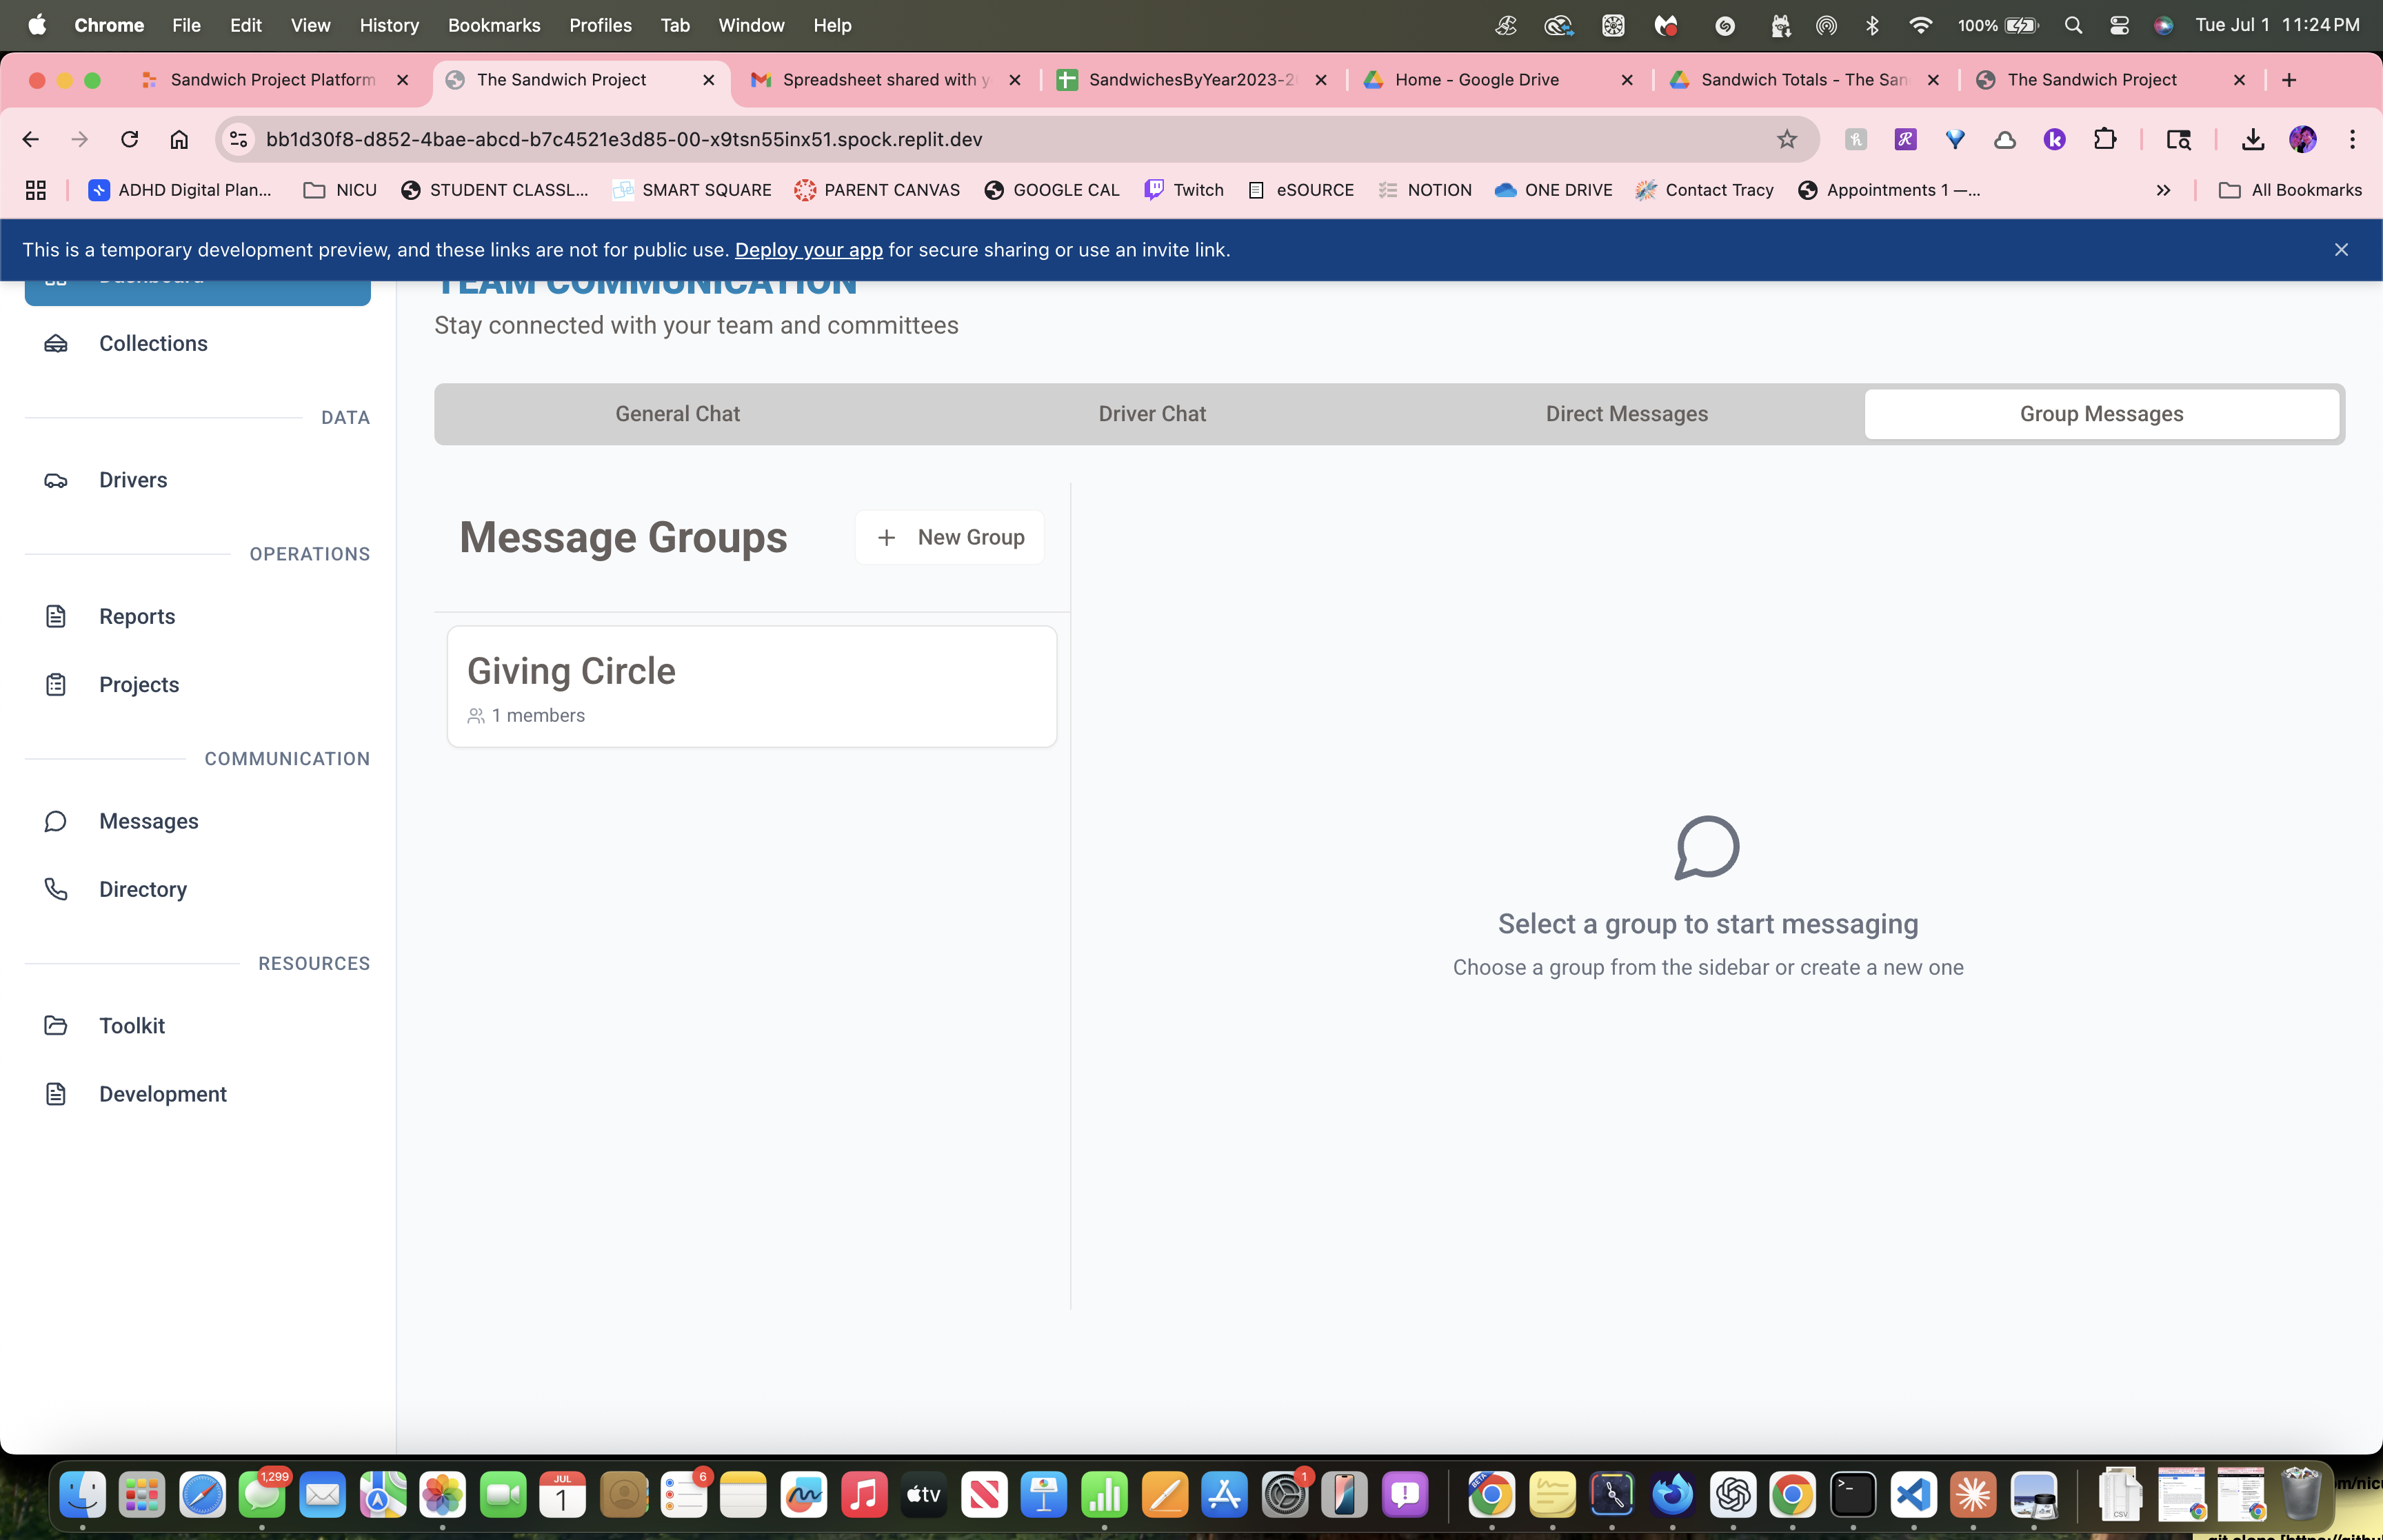 Chrome File Edit View History Bookmarks Profiles Tab Window Help 100% Tue Jul 1 11:24 PM
Sandwich Project Platform The Sandwich Project Spreadsheet shared with y SandwichesByYear2023-2 Home - Google Drive Sandwich Totals - The San The Sandwich Project
bb1d30f8-d852-4bae-abcd-b7c4521e3d85-00-x9tsn55inx51.spock.replit.dev
ADHD Digital Plan... NICU STUDENT CLASSL... SMART SQUARE PARENT CANVAS GOOGLE CAL Twitch eSOURCE NOTION ONE DRIVE Contact Tracy Appointments 1 —... All Bookmarks
This is a temporary development preview, and these links are not for public use. Deploy your app for secure sharing or use an invite link.
Dashboard
Collections
DATA
Drivers
OPERATIONS
Reports
Projects
COMMUNICATION
Messages
Directory
RESOURCES
Toolkit
Development
TEAM COMMUNICATION
Stay connected with your team and committees
General Chat Driver Chat Direct Messages Group Messages
Message Groups
New Group
Giving Circle
1 members
Select a group to start messaging
Choose a group from the sidebar or create a new one
1,299
JUL
1
6
tv
1
BETA
CSV